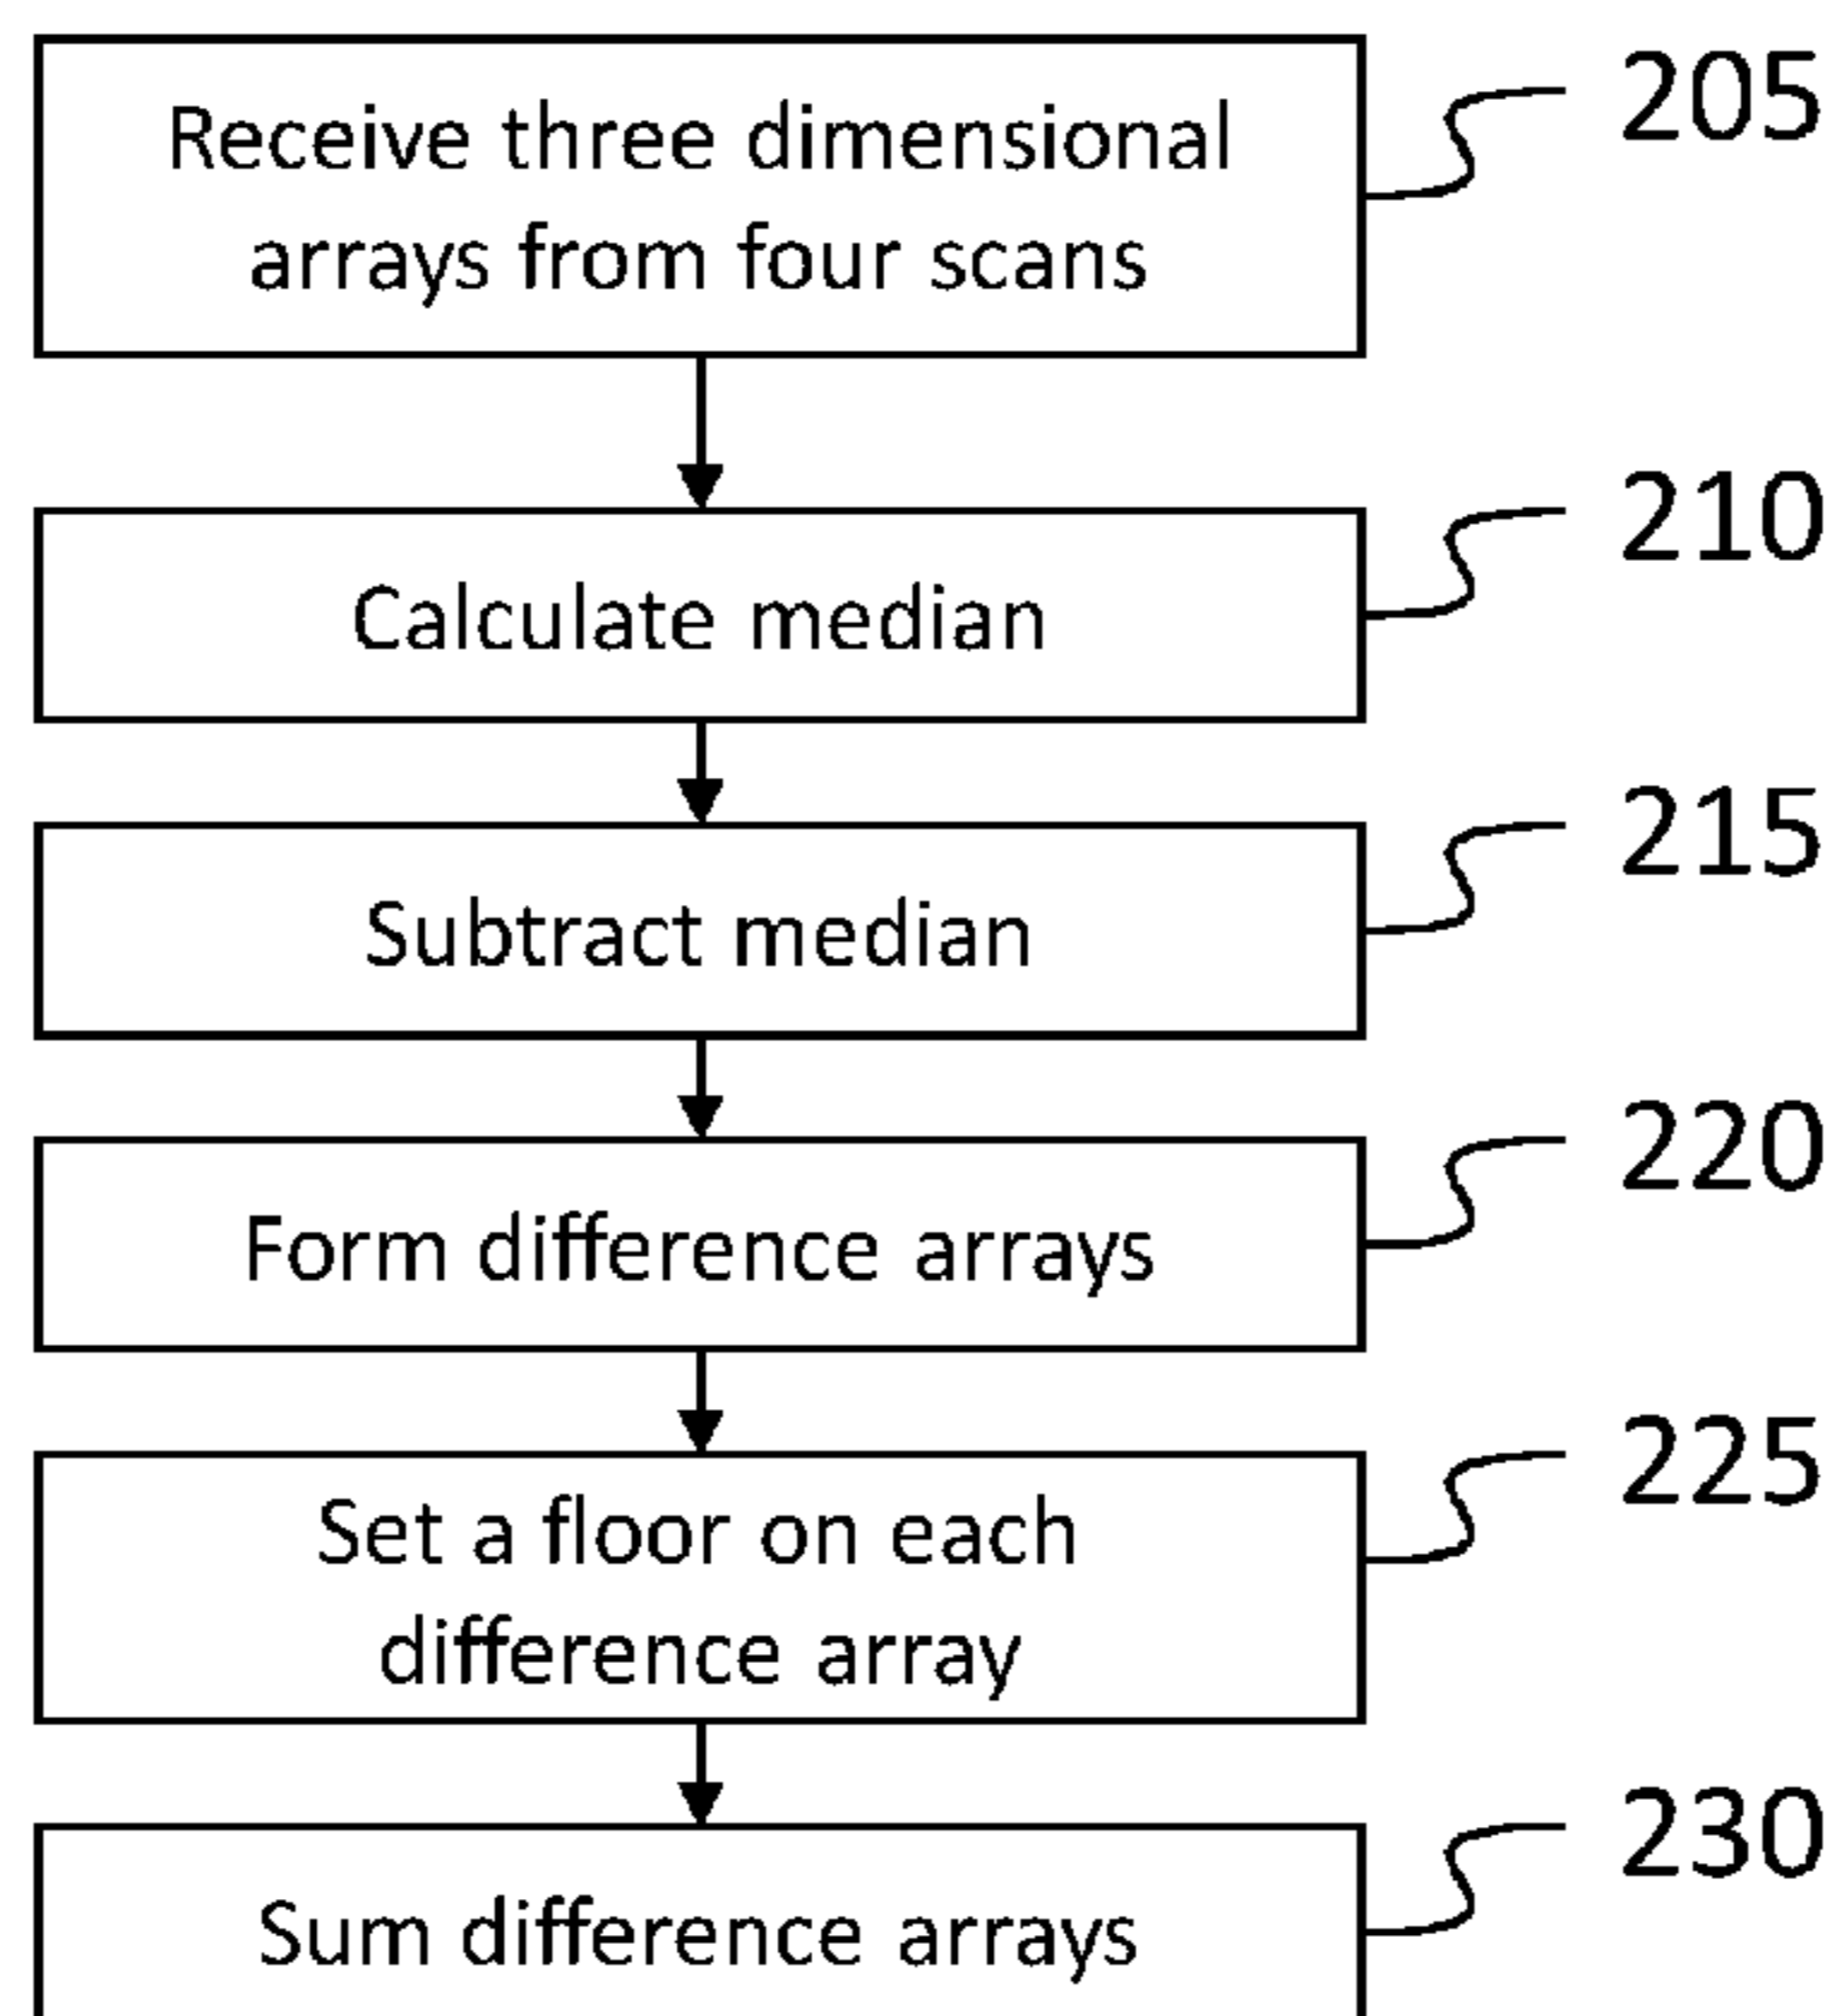 Receive three dimensional
arrays from four scans
205
Calculate median
210
Subtract median
215
Form difference arrays
220
Set a floor on each
difference array
225
Sum difference arrays
230